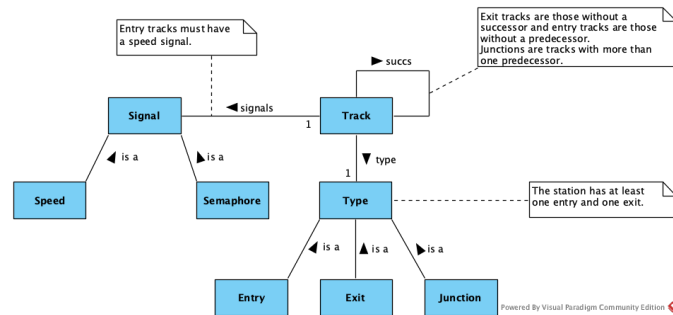 Entry tracks must have
a speed signal.
Exit tracks are those without a
successor and entry tracks are those
without a predecessor.
Junctions are tracks with more than
one predecessor.
succs
signals
Signal
Track
1
is a
is a
type
1
Speed
Semaphore
Type
The station has at least
one entry and one exit.
is a
is a
is a
Entry
Exit
Junction
Powered By Visual Paradigm Community Edition